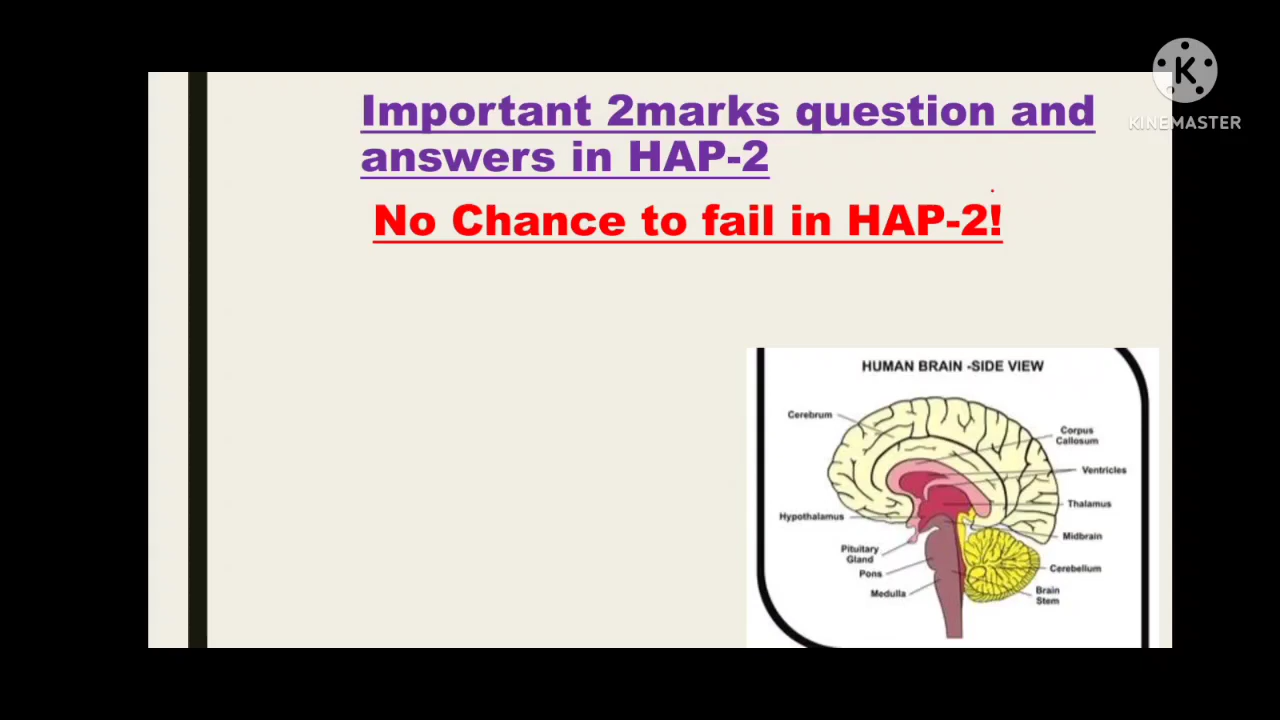 K
KINEMASTER
Important 2marks question and
answers in HAP-2
No Chance to fail in HAP-2!
HUMAN BRAIN -SIDE VIEW
Cerebrum
Corpus
Callosum
Ventricles
Thalamus
Hypothalamus
Midbrain
Pituitary
Gland
Cerebellum
Pons
Medulla
Brain
Stem